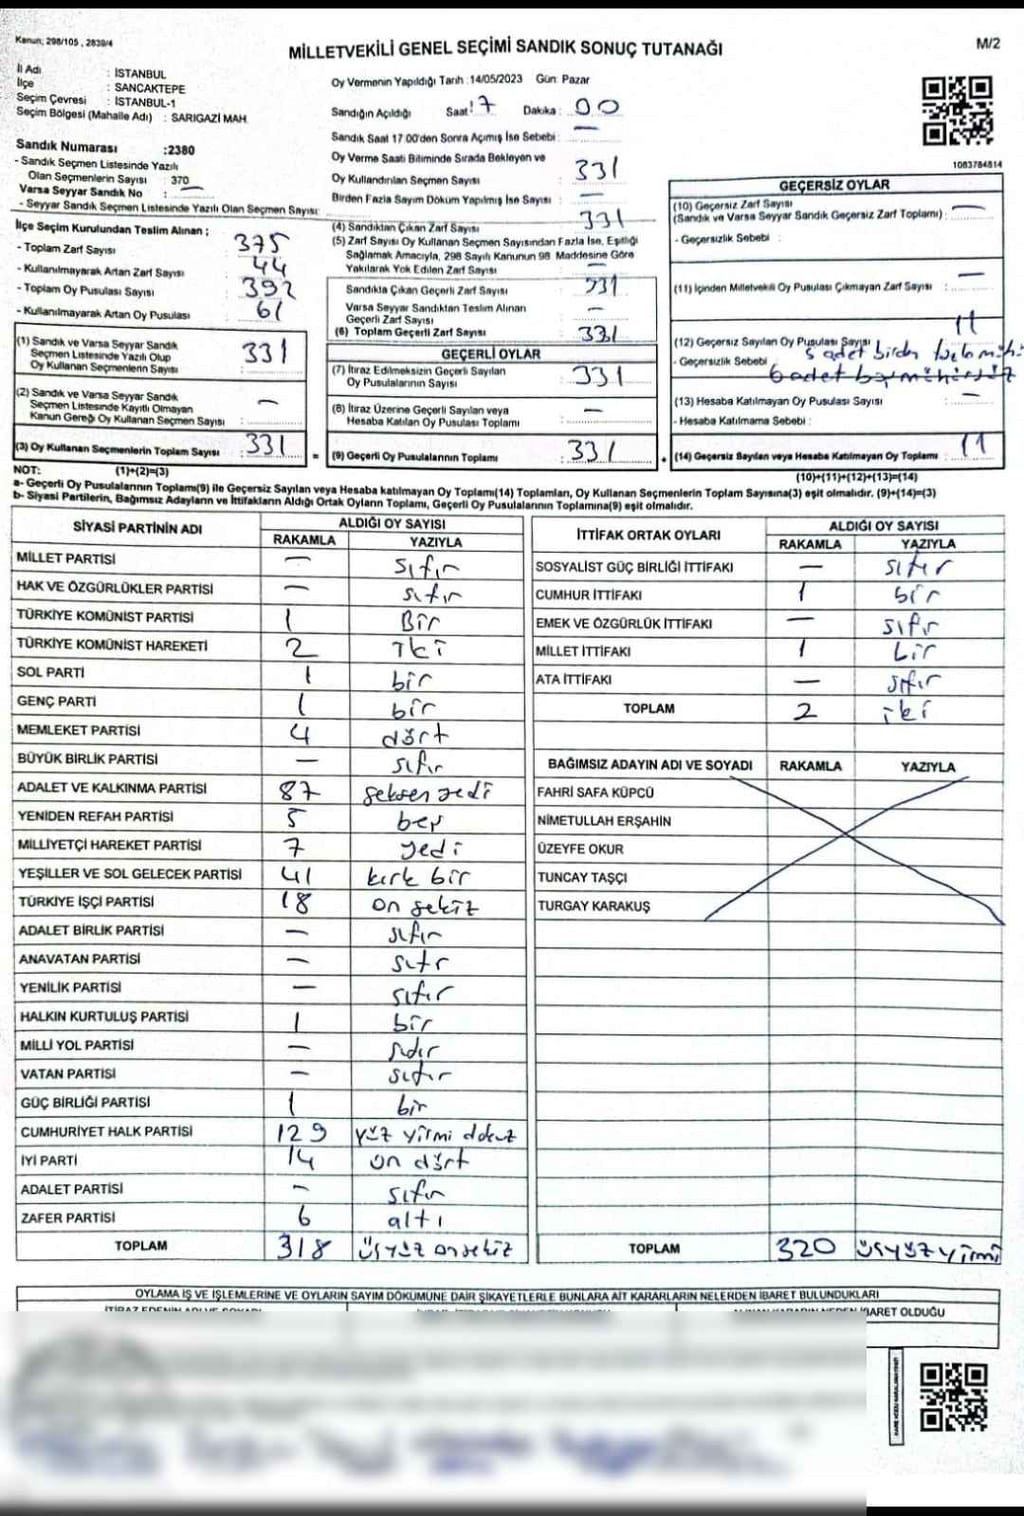 Kanun; 298/105 , 2839/4
MİLLETVEKİLİ GENEL SEÇİMİ SANDIK SONUÇ TUTANAĞI
M/2
İl Adı : İSTANBUL
İlçe : SANCAKTEPE
Seçim Çevresi : İSTANBUL-1
Seçim Bölgesi (Mahalle Adı) : SARIGAZİ MAH.
Sandık Numarası :2380
- Sandık Seçmen Listesinde Yazılı
Olan Seçmenlerin Sayısı : 370
Varsa Seyyar Sandık No : —
- Seyyar Sandık Seçmen Listesinde Yazılı Olan Seçmen Sayısı:
İlçe Seçim Kurulundan Teslim Alınan ;
- Toplam Zarf Sayısı : 375
- Kullanılmayarak Artan Zarf Sayısı : 44
- Toplam Oy Pusulası Sayısı : 392
- Kullanılmayarak Artan Oy Pusulası : 61
(1) Sandık ve Varsa Seyyar Sandık
Seçmen Listesinde Yazılı Olup
Oy Kullanan Seçmenlerin Sayısı : 331
(2) Sandık ve Varsa Seyyar Sandık
Seçmen Listesinde Kayıtlı Olmayan
Kanun Gereği Oy Kullanan Seçmen Sayısı : —
(3) Oy Kullanan Seçmenlerin Toplam Sayısı : 331
Oy Vermenin Yapıldığı Tarih :14/05/2023 Gün: Pazar
Sandığın Açıldığı Saat : 17 Dakika : 00
Sandık Saat 17:00'den Sonra Açımış İse Sebebi : —
Oy Verme Saati Bitiminde Sırada Bekleyen ve
Oy Kullandırılan Seçmen Sayısı : 331
Birden Fazla Sayım Döküm Yapılmış İse Sayısı : —
(4) Sandıktan Çıkan Zarf Sayısı : 331
(5) Zarf Sayısı Oy Kullanan Seçmen Sayısından Fazla İse, Eşitliği
Sağlamak Amacıyla, 298 Sayılı Kanunun 98 Maddesine Göre
Yakılarak Yok Edilen Zarf Sayısı : —
Sandıkta Çıkan Geçerli Zarf Sayısı : 331
Varsa Seyyar Sandıktan Teslim Alınan
Geçerli Zarf Sayısı : —
(6) Toplam Geçerli Zarf Sayısı : 331
GEÇERLİ OYLAR
(7) İtiraz Edilmeksizin Geçerli Sayılan
Oy Pusulalarının Sayısı : 331
(8) İtiraz Üzerine Geçerli Sayılan veya
Hesaba Katılan Oy Pusulası Toplamı : —
(9) Geçerli Oy Pusulalarının Toplamı : 331
1083784814
GEÇERSİZ OYLAR
(10) Geçersiz Zarf Sayısı
(Sandık ve Varsa Seyyar Sandık Geçersiz Zarf Toplamı) : —
- Geçersizlik Sebebi :
(11) İçinden Milletvekili Oy Pusulası Çıkmayan Zarf Sayısı : —
(12) Geçersiz Sayılan Oy Pusulası Sayısı : 11
- Geçersizlik Sebebi : 5 adet birden fazla
6 adet
(13) Hesaba Katılmayan Oy Pusulası Sayısı : —
- Hesaba Katılmama Sebebi :
(14) Geçersiz Sayılan veya Hesaba Katılmayan Oy Toplamı : 11
NOT: (1)+(2)=(3)
(10)+(11)+(12)+(13)=(14)
a- Geçerli Oy Pusulalarının Toplamı(9) ile Geçersiz Sayılan veya Hesaba katılmayan Oy Toplamı(14) Toplamları, Oy Kullanan Seçmenlerin Toplam Sayısına(3) eşit olmalıdır. (9)+(14)=(3)
b- Siyasi Partilerin, Bağımsız Adayların ve İttifakların Aldığı Ortak Oyların Toplamı, Geçerli Oy Pusulalarının Toplamına(9) eşit olmalıdır.
SİYASİ PARTİNİN ADI ALDIĞI OY SAYISI
RAKAMLA YAZIYLA
MİLLET PARTİSİ — sıfır
HAK VE ÖZGÜRLÜKLER PARTİSİ — sıfır
TÜRKİYE KOMÜNİST PARTİSİ 1 Bir
TÜRKİYE KOMÜNİST HAREKETİ 2 İki
SOL PARTİ 1 bir
GENÇ PARTİ 1 bir
MEMLEKET PARTİSİ 4 dört
BÜYÜK BİRLİK PARTİSİ — sıfır
ADALET VE KALKINMA PARTİSİ 87 seksen yedi
YENİDEN REFAH PARTİSİ 5 beş
MİLLİYETÇİ HAREKET PARTİSİ 7 yedi
YEŞİLLER VE SOL GELECEK PARTİSİ 41 kırk bir
TÜRKİYE İŞÇİ PARTİSİ 18 on sekiz
ADALET BİRLİK PARTİSİ — sıfır
ANAVATAN PARTİSİ — sıfır
YENİLİK PARTİSİ — sıfır
HALKIN KURTULUŞ PARTİSİ 1 bir
MİLLİ YOL PARTİSİ — sıfır
VATAN PARTİSİ — sıfır
GÜÇ BİRLİĞİ PARTİSİ 1 bir
CUMHURİYET HALK PARTİSİ 129 yüz yirmi dokuz
İYİ PARTİ 14 on dört
ADALET PARTİSİ — sıfır
ZAFER PARTİSİ 6 altı
TOPLAM 318 üçyüz onsekiz
İTTİFAK ORTAK OYLARI ALDIĞI OY SAYISI
RAKAMLA YAZIYLA
SOSYALİST GÜÇ BİRLİĞİ İTTİFAKI — sıfır
CUMHUR İTTİFAKI 1 bir
EMEK VE ÖZGÜRLÜK İTTİFAKI — sıfır
MİLLET İTTİFAKI 1 bir
ATA İTTİFAKI — sıfır
TOPLAM 2 iki
BAĞIMSIZ ADAYIN ADI VE SOYADI RAKAMLA YAZIYLA
FAHRİ SAFA KÜPCÜ
NİMETULLAH ERŞAHİN
ÜZEYFE OKUR
TUNCAY TAŞÇI
TURGAY KARAKUŞ
TOPLAM 320 üçyüz yirmi
OYLAMA İŞ VE İŞLEMLERİNE VE OYLARIN SAYIM DÖKÜMÜNE DAİR ŞİKAYETLERLE BUNLARA AİT KARARLARIN NELERDEN İBARET BULUNDUKLARI
İBARET OLDUĞU